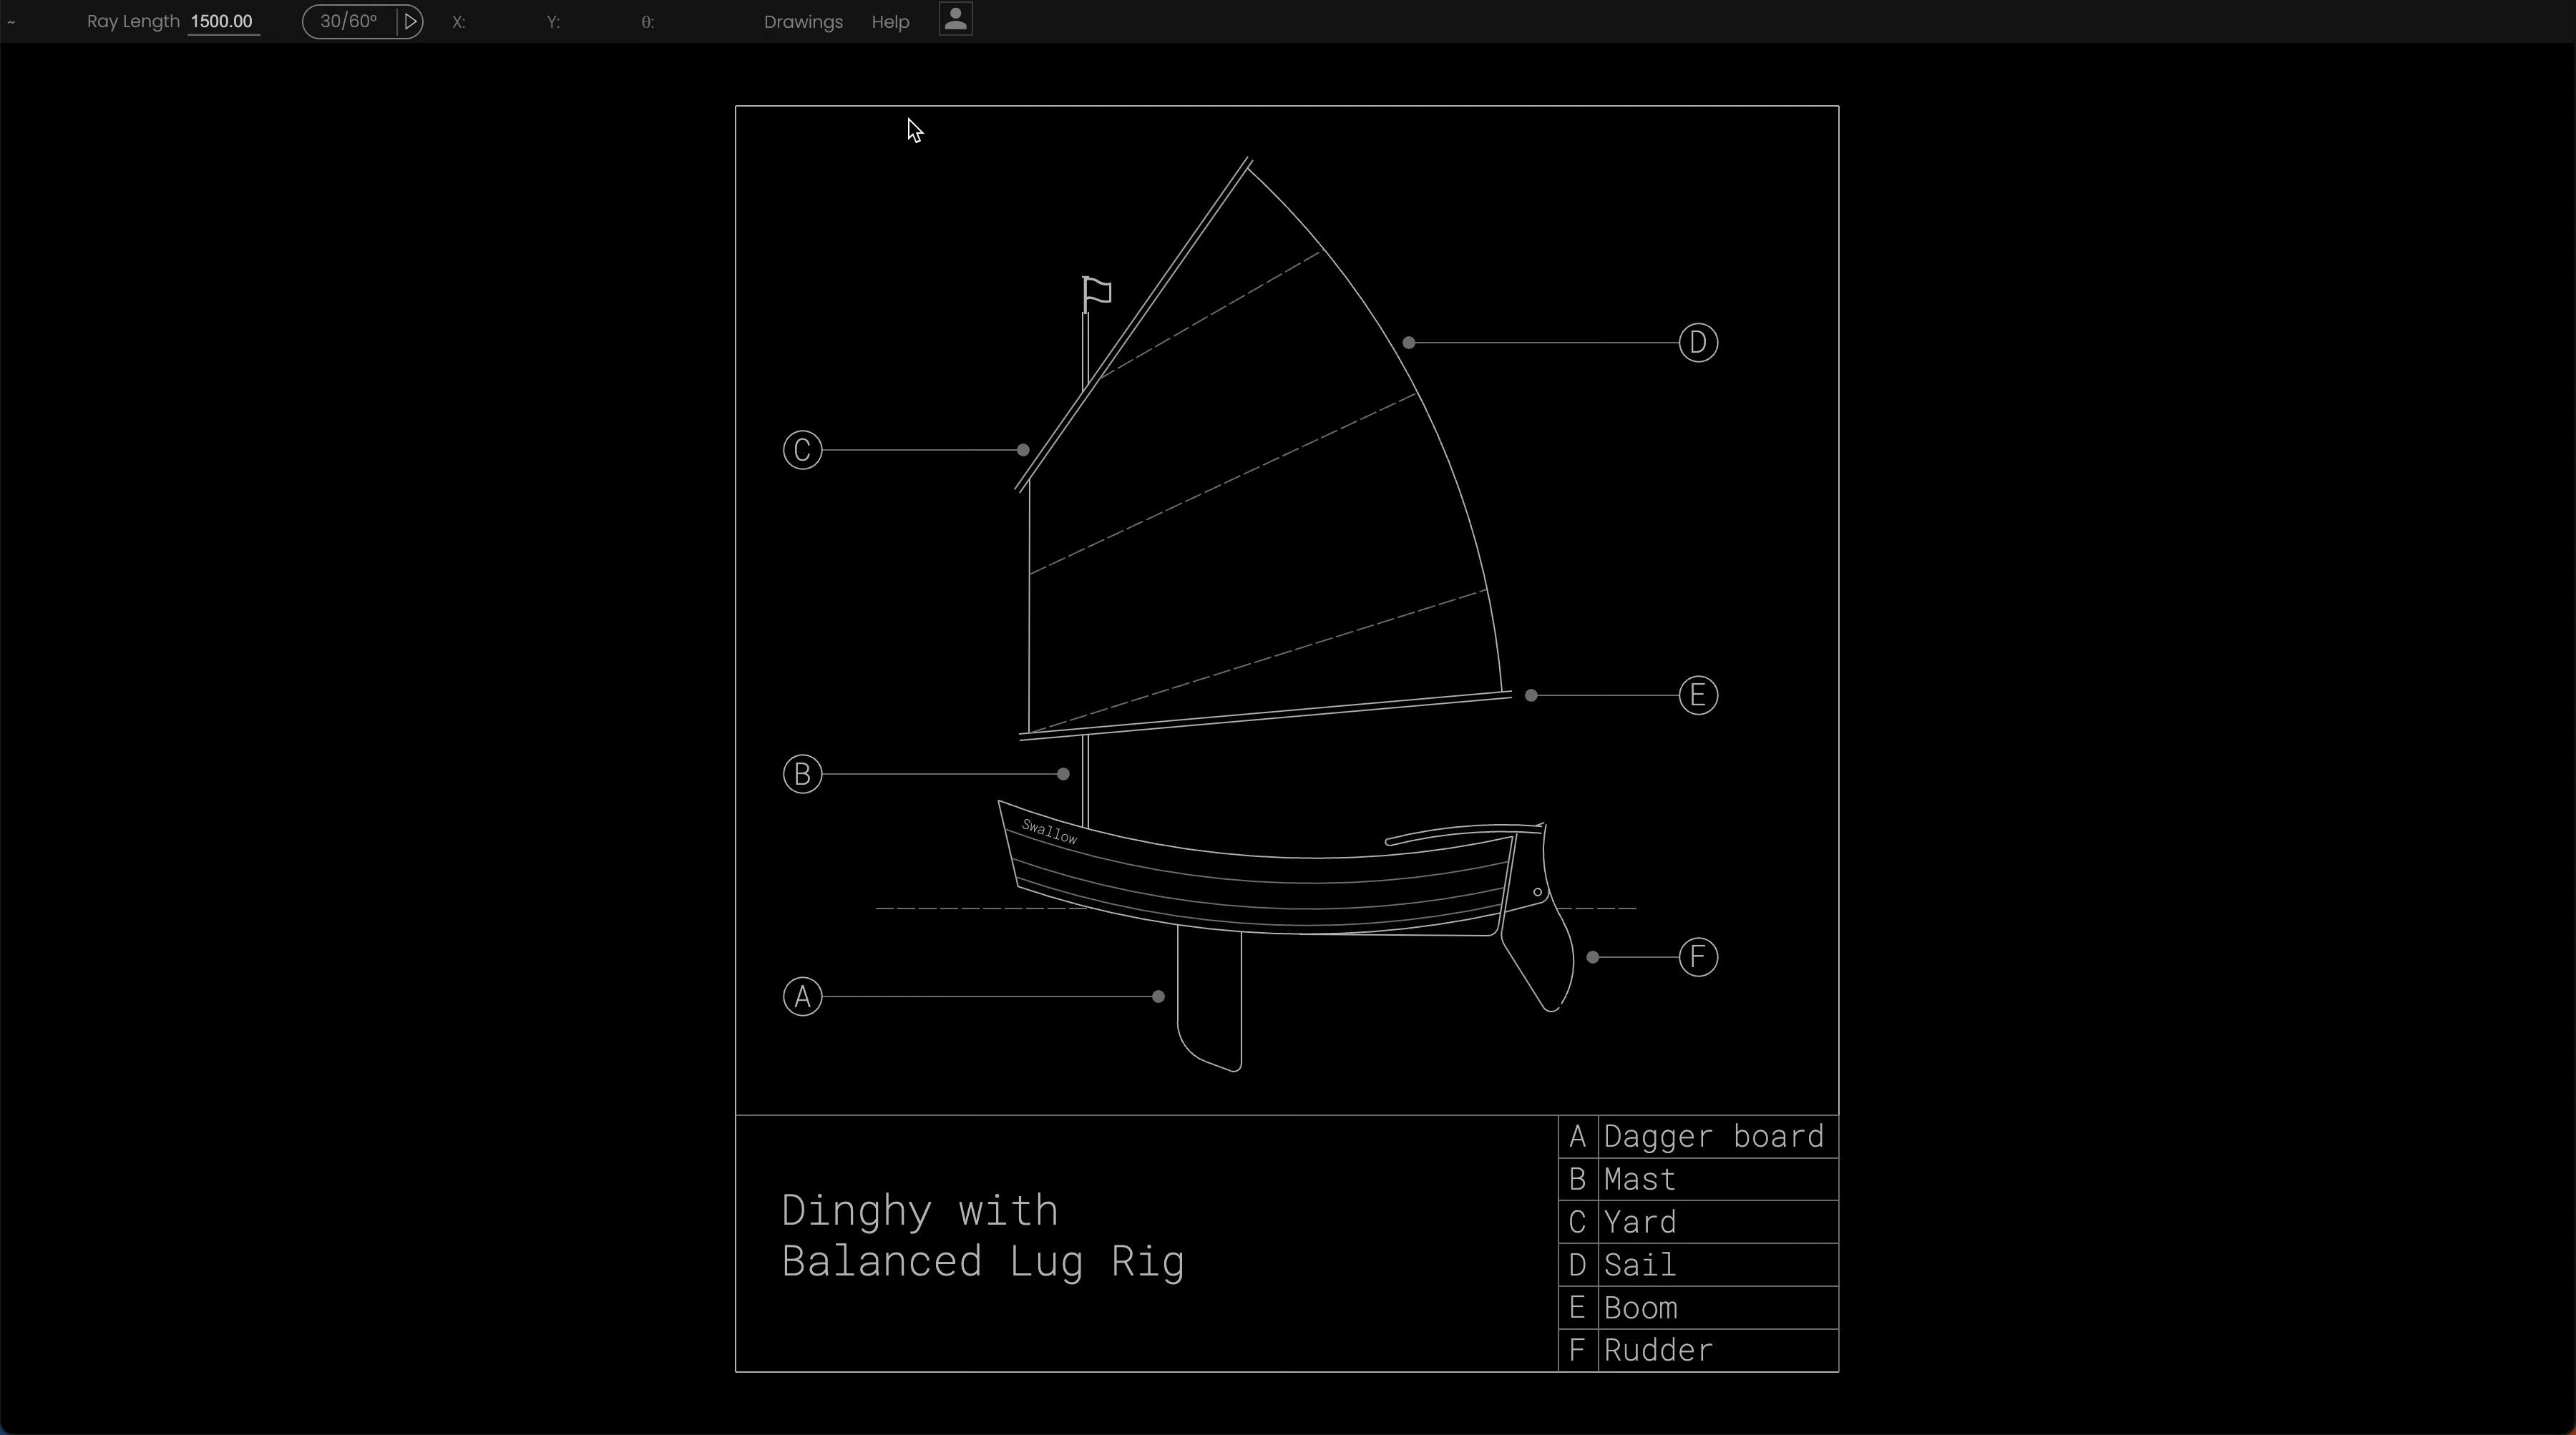 ~ Ray Length 1500.00 30/60º X: Y: θ: Drawings Help
D
C
E
B
Swallow
F
A
A Dagger board
B Mast
C Yard
D Sail
E Boom
F Rudder
Dinghy with
Balanced Lug Rig